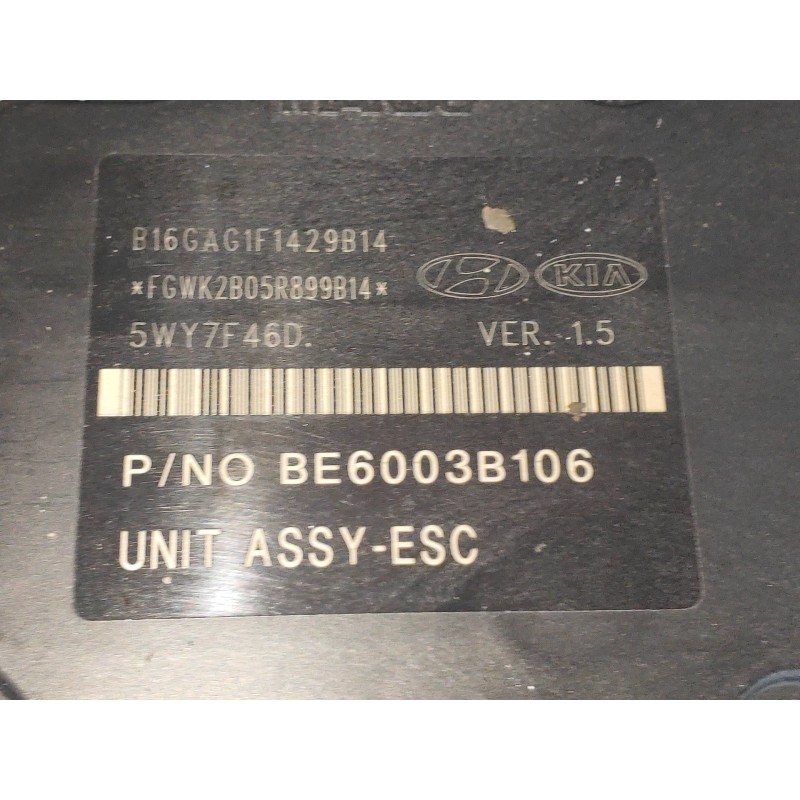 B16GAG1F1429B14
*FGWK2B05R899B14*
KIA
5WY7F46D. VER. 1.5
P/NO BE6003B106
UNIT ASSY-ESC